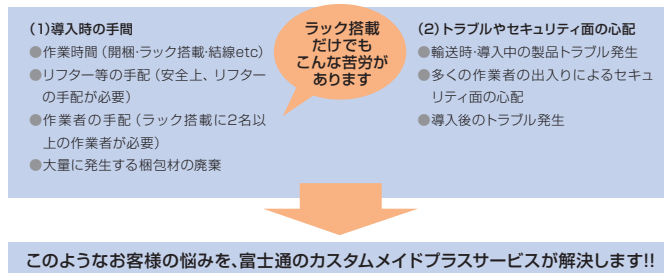 (1)導入時の手間
●作業時間(開梱・ラック搭載・結線etc)
●リフター等の手配(安全上、リフター
の手配が必要)
●作業者の手配(ラック搭載に2名以
上の作業者が必要)
●大量に発生する梱包材の廃棄
ラック搭載
だけでも
こんな苦労が
あります
(2)トラブルやセキュリティ面の心配
●輸送時・導入中の製品トラブル発生
●多くの作業者の出入りによるセキュ
リティ面の心配
●導入後のトラブル発生
このようなお客様の悩みを、富士通のカスタムメイドプラスサービスが解決します!!